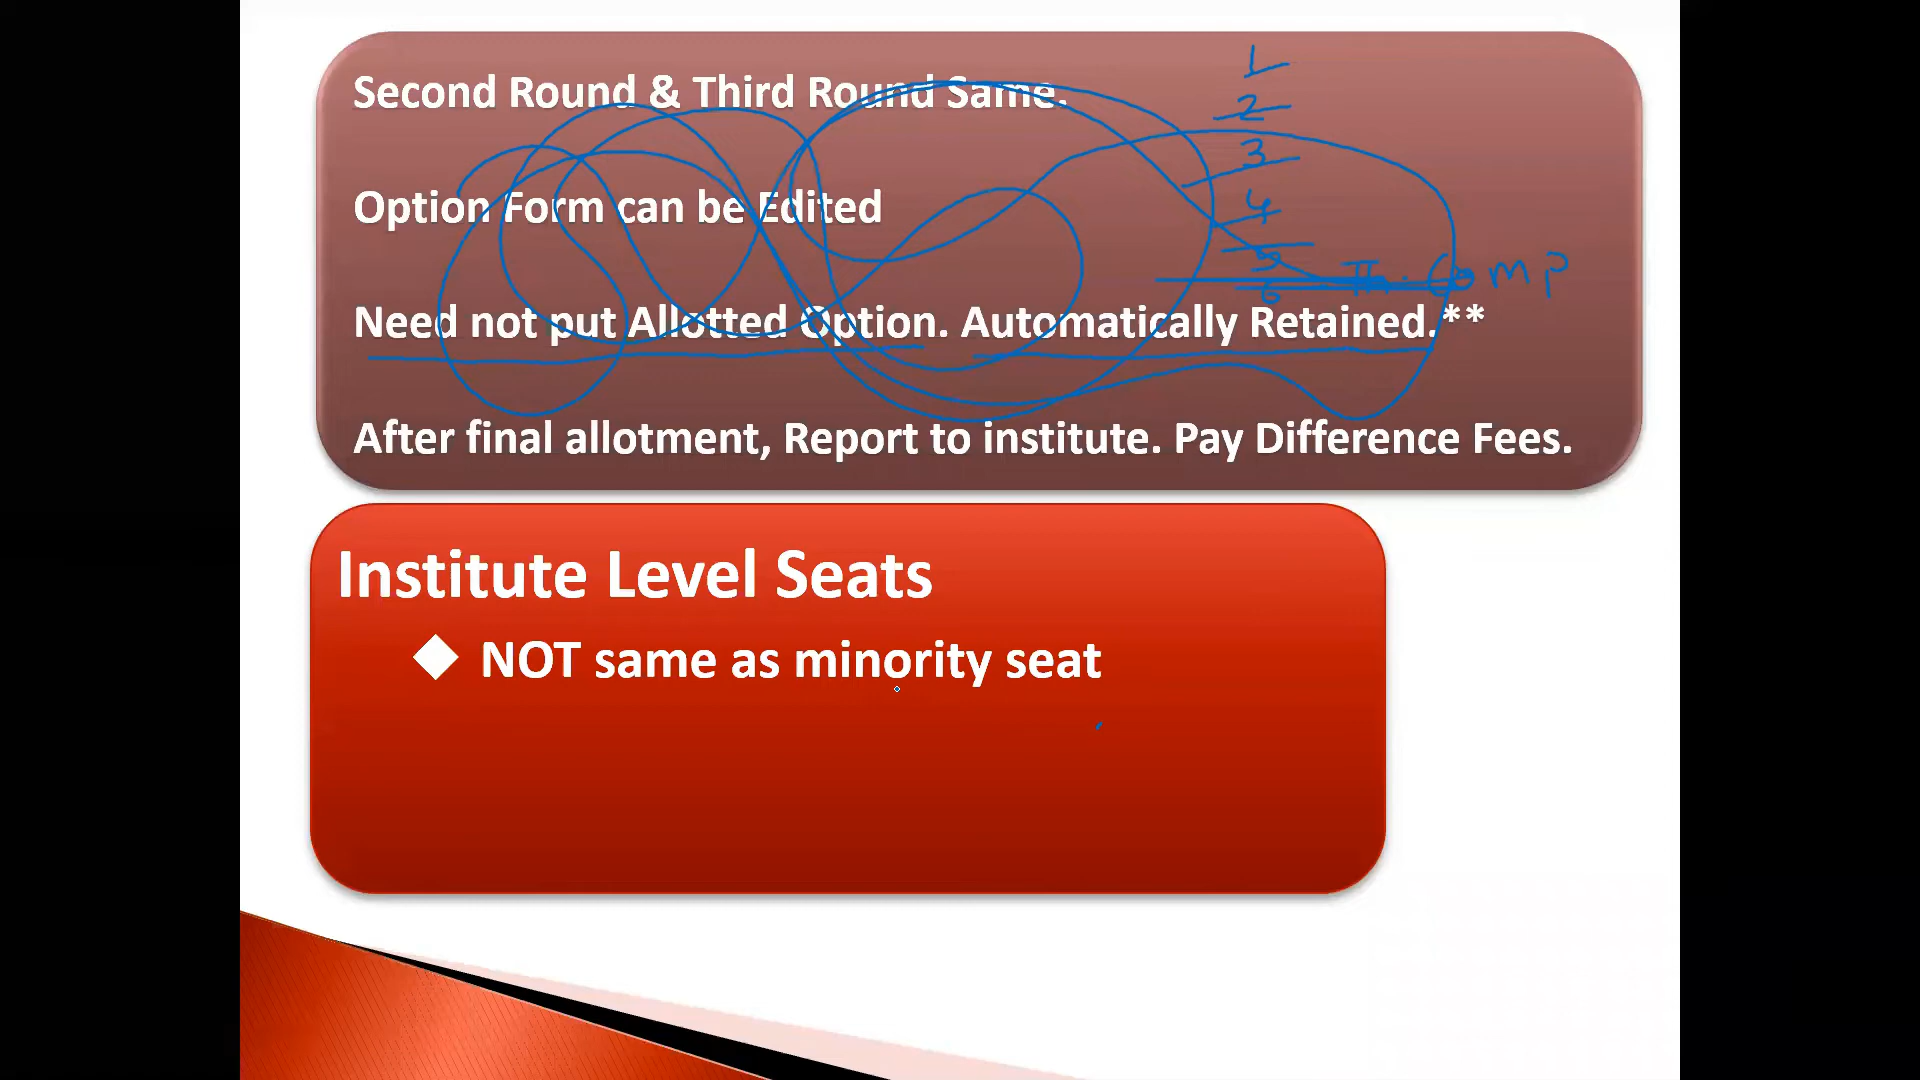 Second Round & Third Round Same.
1
2
Option Form can be Edited
3
4
5
6
Comp
Need not put Allotted Option. Automatically Retained.**
After final allotment, Report to institute. Pay Difference Fees.
Institute Level Seats
NOT same as minority seat